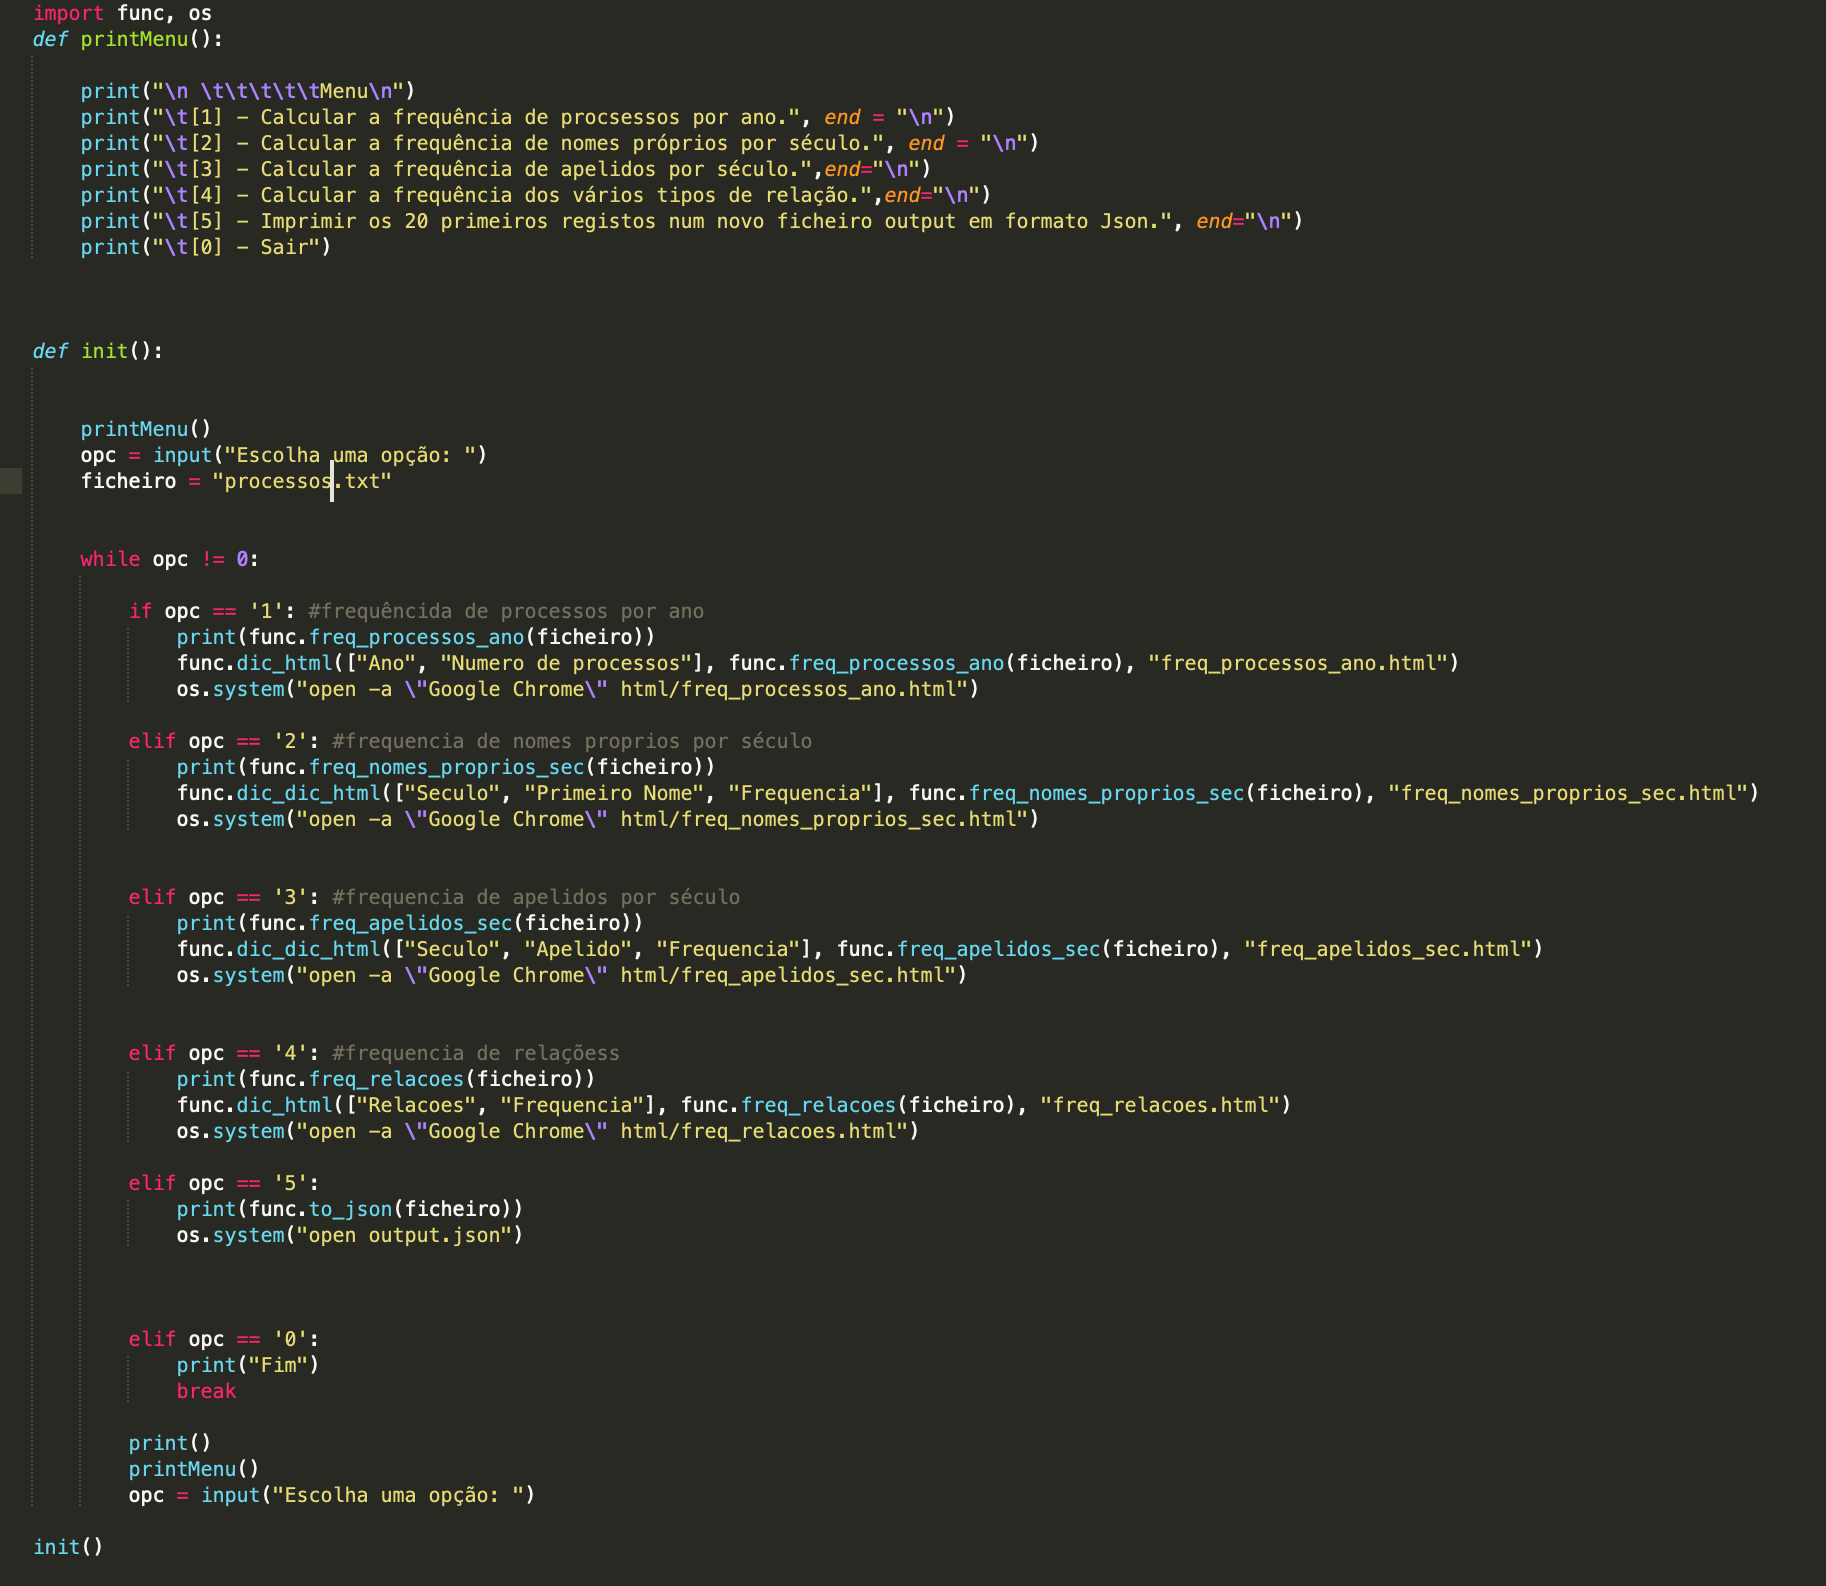 import func, os
def printMenu():
    print("\n \t\t\t\t\tMenu\n")
    print("\t[1] – Calcular a frequência de procsessos por ano.", end = "\n")
    print("\t[2] – Calcular a frequência de nomes próprios por século.", end = "\n")
    print("\t[3] – Calcular a frequência de apelidos por século.",end="\n")
    print("\t[4] – Calcular a frequência dos vários tipos de relação.",end="\n")
    print("\t[5] – Imprimir os 20 primeiros registos num novo ficheiro output em formato Json.", end="\n")
    print("\t[0] – Sair")
def init():
    printMenu()
    opc = input("Escolha uma opção: ")
    ficheiro = "processos.txt"
    while opc != 0:
        if opc == '1': #frequêncida de processos por ano
            print(func.freq_processos_ano(ficheiro))
            func.dic_html(["Ano", "Numero de processos"], func.freq_processos_ano(ficheiro), "freq_processos_ano.html")
            os.system("open -a \"Google Chrome\" html/freq_processos_ano.html")
        elif opc == '2': #frequencia de nomes proprios por século
            print(func.freq_nomes_proprios_sec(ficheiro))
            func.dic_dic_html(["Seculo", "Primeiro Nome", "Frequencia"], func.freq_nomes_proprios_sec(ficheiro), "freq_nomes_proprios_sec.html")
            os.system("open -a \"Google Chrome\" html/freq_nomes_proprios_sec.html")
        elif opc == '3': #frequencia de apelidos por século
            print(func.freq_apelidos_sec(ficheiro))
            func.dic_dic_html(["Seculo", "Apelido", "Frequencia"], func.freq_apelidos_sec(ficheiro), "freq_apelidos_sec.html")
            os.system("open -a \"Google Chrome\" html/freq_apelidos_sec.html")
        elif opc == '4': #frequencia de relaçõess
            print(func.freq_relacoes(ficheiro))
            func.dic_html(["Relacoes", "Frequencia"], func.freq_relacoes(ficheiro), "freq_relacoes.html")
            os.system("open -a \"Google Chrome\" html/freq_relacoes.html")
        elif opc == '5':
            print(func.to_json(ficheiro))
            os.system("open output.json")
        elif opc == '0':
            print("Fim")
            break
        print()
        printMenu()
        opc = input("Escolha uma opção: ")
init()